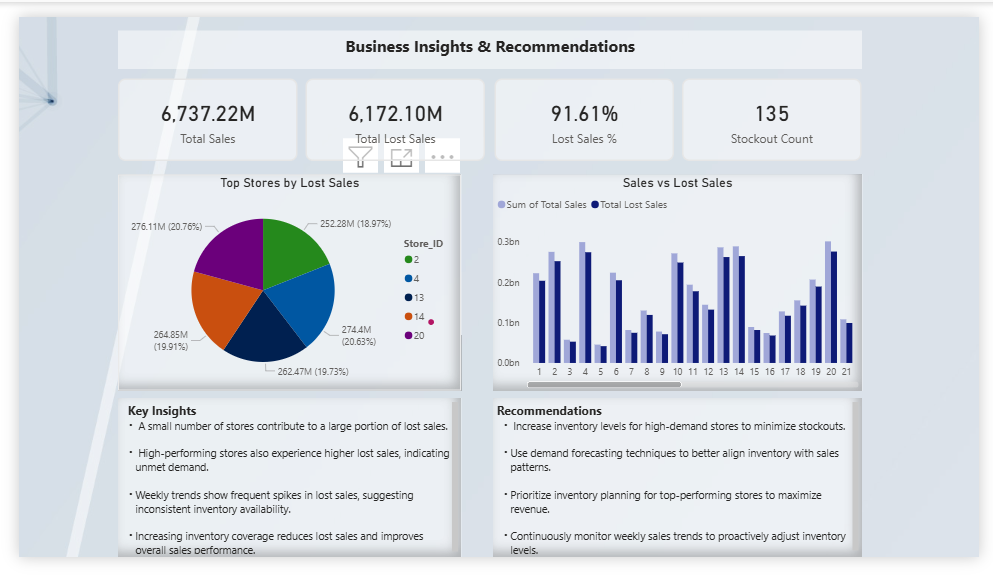 Business Insights & Recommendations
6,737.22M
Total Sales
6,172.10M
Total Lost Sales
91.61%
Lost Sales %
135
Stockout Count
Top Stores by Lost Sales
276.11M (20.76%)
252.28M (18.97%)
264.85M
(19.91%)
274.4M
(20.63%)
262.47M (19.73%)
Store_ID
2
4
13
14
20
Sales vs Lost Sales
Sum of Total Sales Total Lost Sales
0.3bn
0.2bn
0.1bn
0.0bn
1 2 3 4 5 6 7 8 9 10 11 12 13 14 15 16 17 18 19 20 21
Key Insights
• A small number of stores contribute to a large portion of lost sales.
• High-performing stores also experience higher lost sales, indicating
unmet demand.
• Weekly trends show frequent spikes in lost sales, suggesting
inconsistent inventory availability.
• Increasing inventory coverage reduces lost sales and improves
overall sales performance.
Recommendations
• Increase inventory levels for high-demand stores to minimize stockouts.
• Use demand forecasting techniques to better align inventory with sales
patterns.
• Prioritize inventory planning for top-performing stores to maximize
revenue.
• Continuously monitor weekly sales trends to proactively adjust inventory
levels.